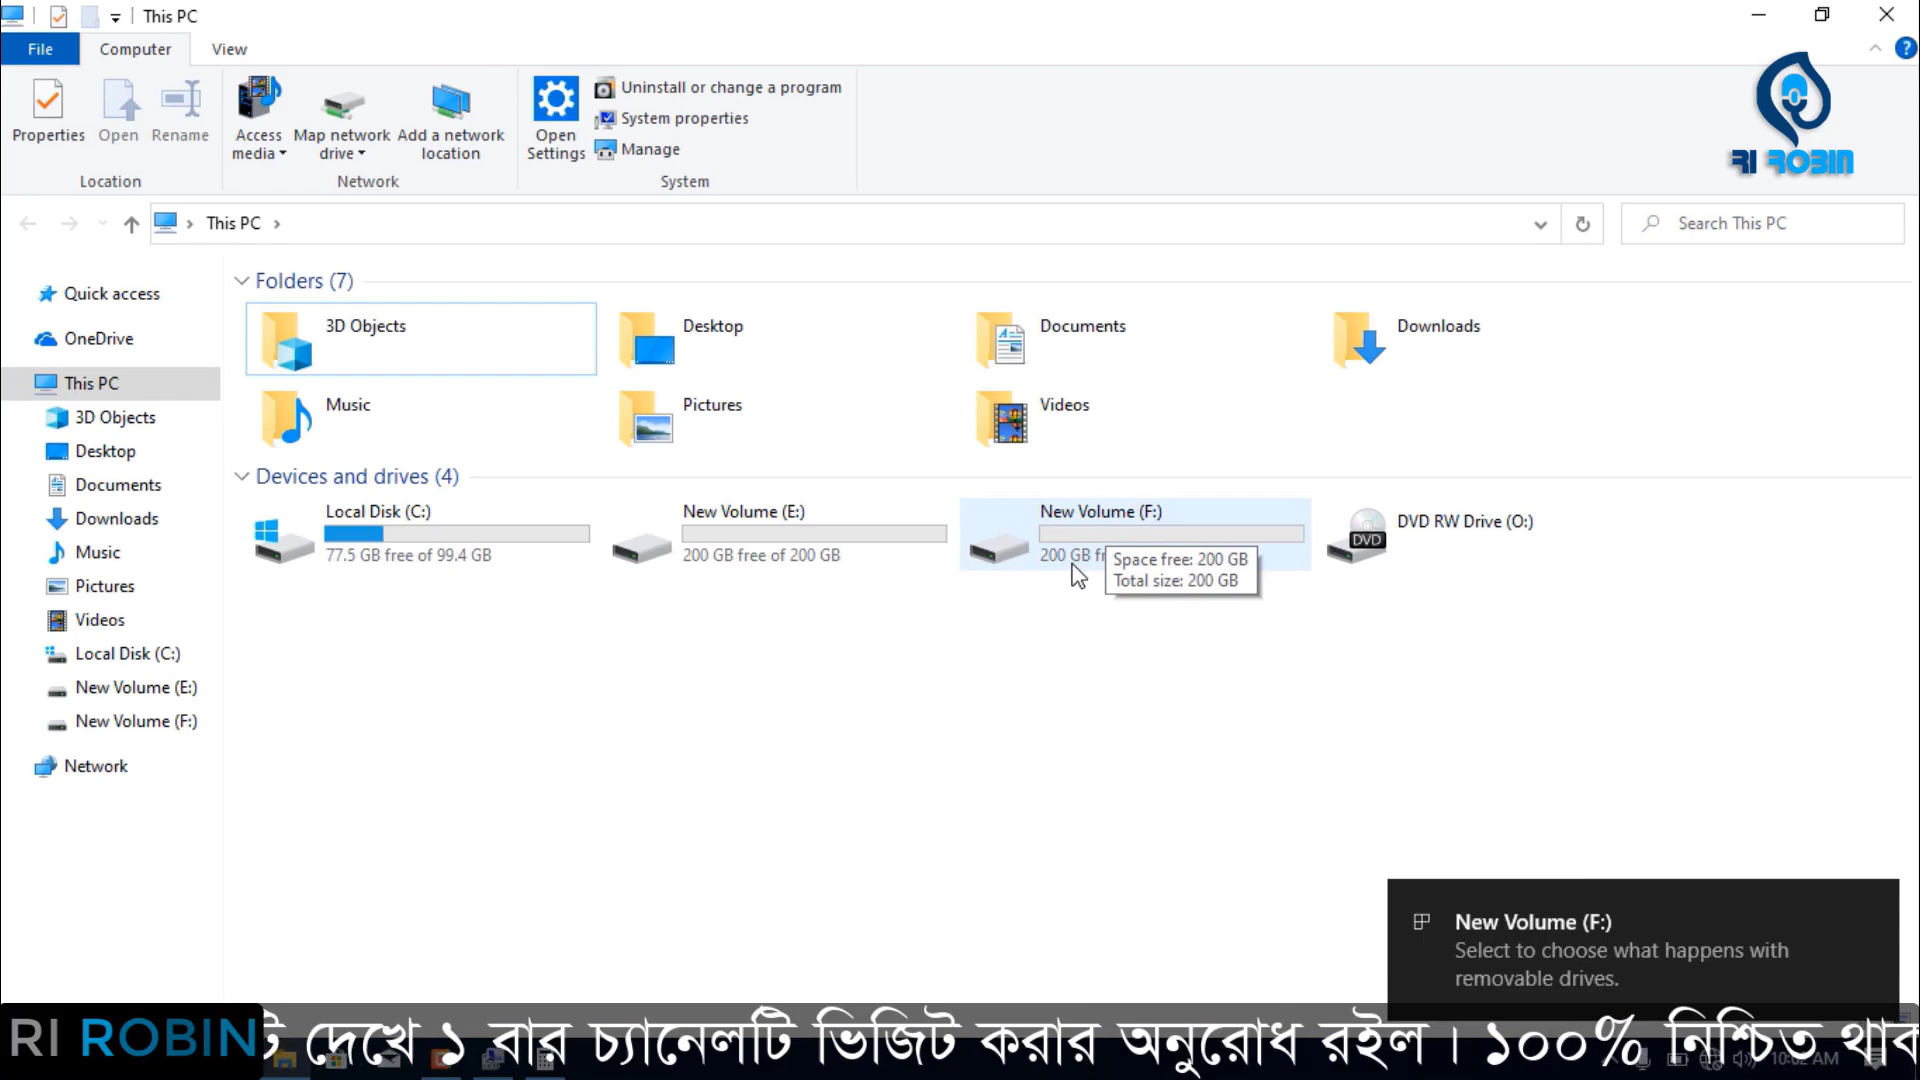 This PC
File
Computer
View
Properties
Open
Rename
Access media
Map network drive
Add a network location
Open Settings
Uninstall or change a program
System properties
Manage
Location
Network
System
RI ROBIN
This PC
Search This PC
Quick access
OneDrive
This PC
3D Objects
Desktop
Documents
Downloads
Music
Pictures
Videos
Local Disk (C:)
New Volume (E:)
New Volume (F:)
Network
Folders (7)
3D Objects
Desktop
Documents
Downloads
Music
Pictures
Videos
Devices and drives (4)
Local Disk (C:)
77.5 GB free of 99.4 GB
New Volume (E:)
200 GB free of 200 GB
New Volume (F:)
200 GB fr
Space free: 200 GB
Total size: 200 GB
DVD RW Drive (O:)
DVD
New Volume (F:)
Select to choose what happens with
removable drives.
RI ROBIN
টি দেখে ১ বার চ্যানেলটি ভিজিট করার অনুরোধ রইল। ১০০% নিশ্চিত থাক
10:02 AM